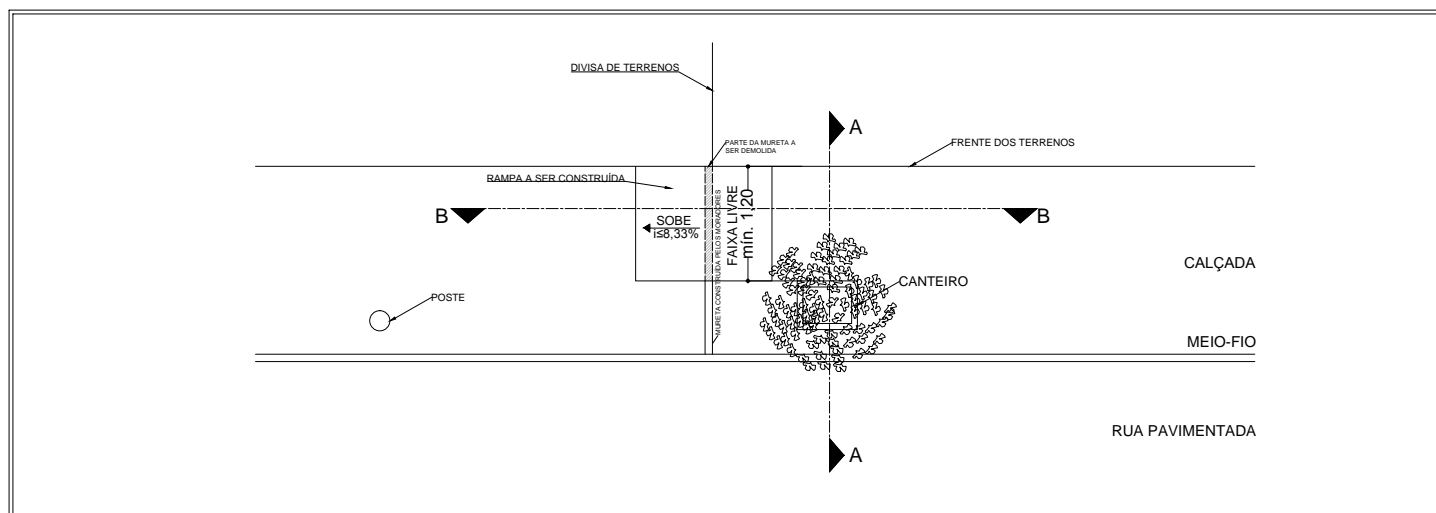 DIVISA DE TERRENOS
A
PARTE DA MURETA A
SER DEMOLIDA
FRENTE DOS TERRENOS
RAMPA A SER CONSTRUÍDA
B
B
SOBE
i≤8,33%
MURETA CONSTRUÍDA PELOS MORADORES
FAIXA LIVRE
mín. 1,20
CALÇADA
CANTEIRO
POSTE
MEIO-FIO
RUA PAVIMENTADA
A